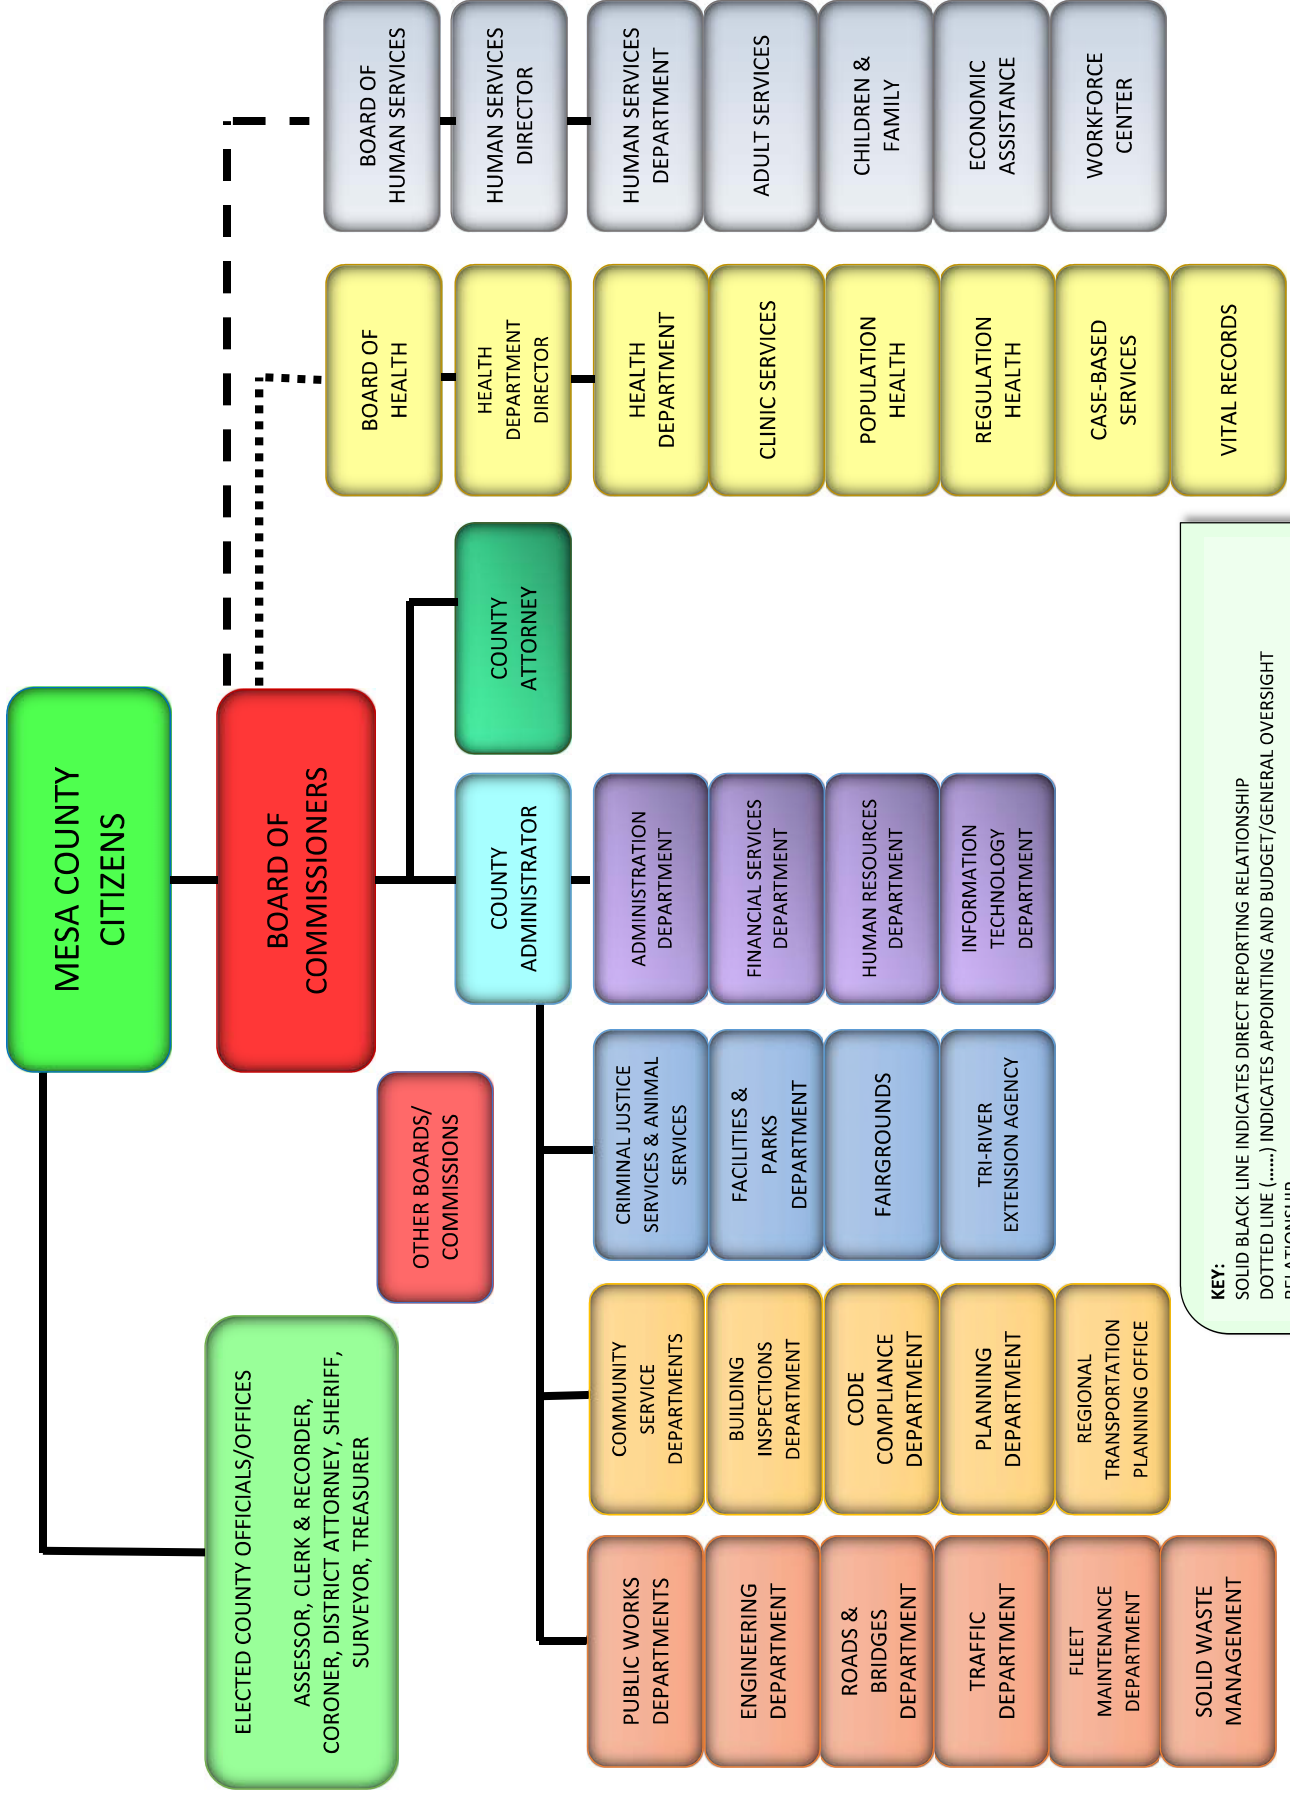 MESA COUNTY
CITIZENS
ELECTED COUNTY OFFICIALS/OFFICES
ASSESSOR, CLERK & RECORDER,
CORONER, DISTRICT ATTORNEY, SHERIFF,
SURVEYOR, TREASURER
BOARD OF
COMMISSIONERS
OTHER BOARDS/
COMMISSIONS
COUNTY
ADMINISTRATOR
COUNTY
ATTORNEY
BOARD OF
HEALTH
BOARD OF
HUMAN SERVICES
HEALTH
DEPARTMENT
DIRECTOR
HUMAN SERVICES
DIRECTOR
PUBLIC WORKS
DEPARTMENTS
ENGINEERING
DEPARTMENT
ROADS &
BRIDGES
DEPARTMENT
TRAFFIC
DEPARTMENT
FLEET
MAINTENANCE
DEPARTMENT
SOLID WASTE
MANAGEMENT
COMMUNITY
SERVICE
DEPARTMENTS
BUILDING
INSPECTIONS
DEPARTMENT
CODE
COMPLIANCE
DEPARTMENT
PLANNING
DEPARTMENT
REGIONAL
TRANSPORTATION
PLANNING OFFICE
CRIMINAL JUSTICE
SERVICES & ANIMAL
SERVICES
FACILITIES &
PARKS
DEPARTMENT
FAIRGROUNDS
TRI-RIVER
EXTENSION AGENCY
ADMINISTRATION
DEPARTMENT
FINANCIAL SERVICES
DEPARTMENT
HUMAN RESOURCES
DEPARTMENT
INFORMATION
TECHNOLOGY
DEPARTMENT
HEALTH
DEPARTMENT
CLINIC SERVICES
POPULATION
HEALTH
REGULATION
HEALTH
CASE-BASED
SERVICES
VITAL RECORDS
HUMAN SERVICES
DEPARTMENT
ADULT SERVICES
CHILDREN &
FAMILY
ECONOMIC
ASSISTANCE
WORKFORCE
CENTER
KEY:
SOLID BLACK LINE INDICATES DIRECT REPORTING RELATIONSHIP
DOTTED LINE (......) INDICATES APPOINTING AND BUDGET/GENERAL OVERSIGHT
RELATIONSHIP